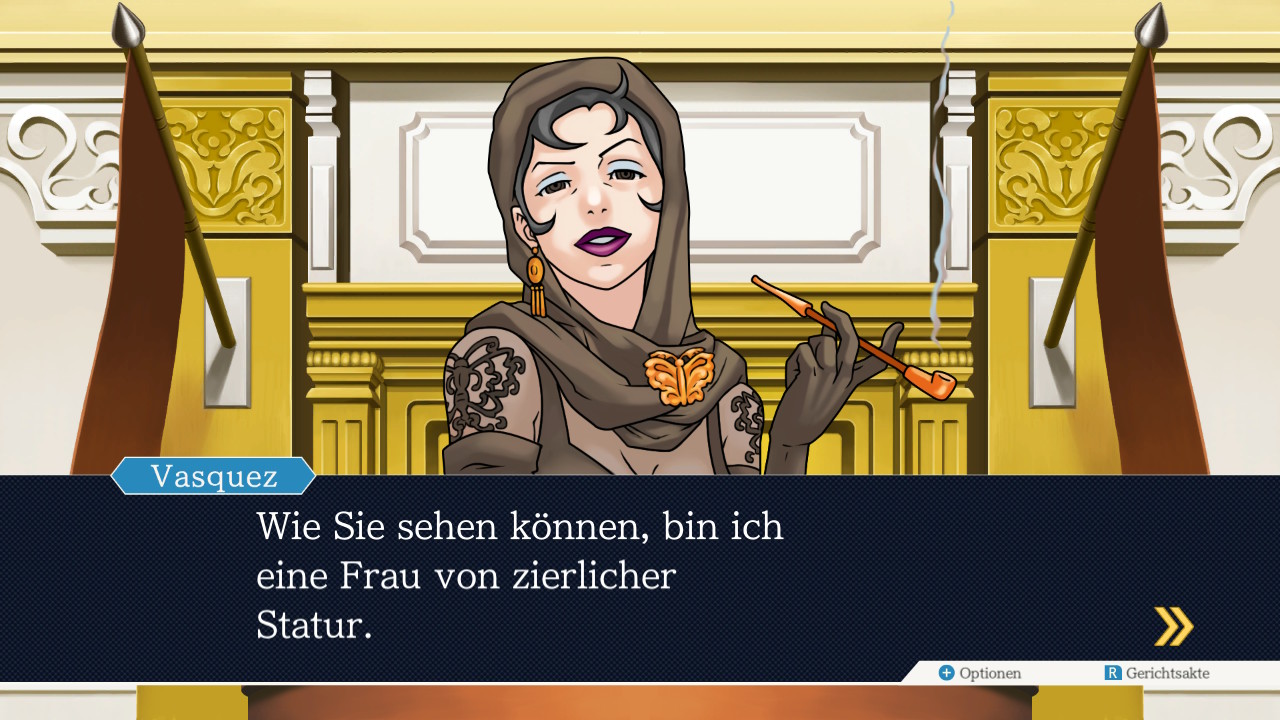 Vasquez
Wie Sie sehen können, bin ich
eine Frau von zierlicher
Statur.
+ Optionen
R Gerichtsakte